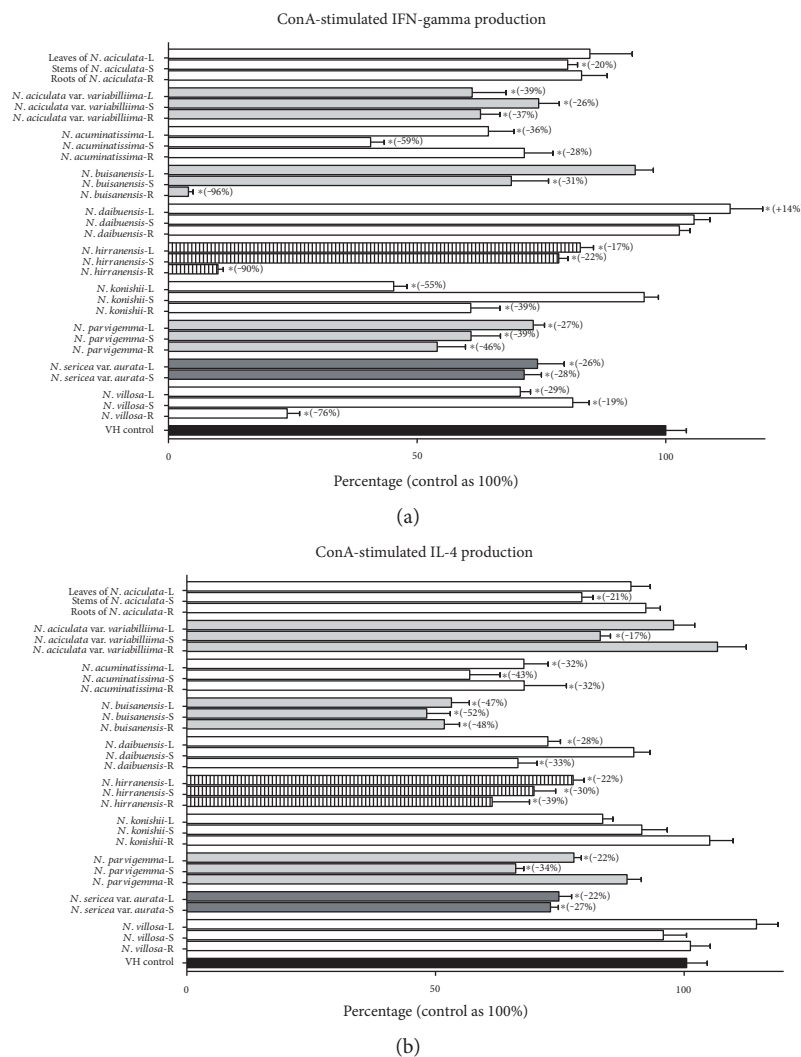 ConA-stimulated IFN-gamma production
Leaves of N. aciculata-L
Stems of N. aciculata-S *(-20%)
Roots of N. aciculata-R
N. aciculata var. variabilliima-L *(-39%)
N. aciculata var. variabilliima-S *(-26%)
N. aciculata var. variabilliima-R *(-37%)
N. acuminatissima-L *(-36%)
N. acuminatissima-S *(-59%)
N. acuminatissima-R *(-28%)
N. buisanensis-L
N. buisanensis-S *(-31%)
N. buisanensis-R *(-96%)
N. daibuensis-L *(+14%
N. daibuensis-S
N. daibuensis-R
N. hirranensis-L *(-17%)
N. hirranensis-S *(-22%)
N. hirranensis-R *(-90%)
N. konishii-L *(-55%)
N. konishii-S
N. konishii-R *(-39%)
N. parvigemma-L *(-27%)
N. parvigemma-S *(-39%)
N. parvigemma-R *(-46%)
N. sericea var. aurata-L *(-26%)
N. sericea var. aurata-S *(-28%)
N. villosa-L *(-29%)
N. villosa-S *(-19%)
N. villosa-R *(-76%)
VH control
0 50 100
Percentage (control as 100%)
(a)
ConA-stimulated IL-4 production
Leaves of N. aciculata-L
Stems of N. aciculata-S *(-21%)
Roots of N. aciculata-R
N. aciculata var. variabilliima-L
N. aciculata var. variabilliima-S *(-17%)
N. aciculata var. variabilliima-R
N. acuminatissima-L *(-32%)
N. acuminatissima-S *(-43%)
N. acuminatissima-R *(-32%)
N. buisanensis-L *(-47%)
N. buisanensis-S *(-52%)
N. buisanensis-R *(-48%)
N. daibuensis-L *(-28%)
N. daibuensis-S
N. daibuensis-R *(-33%)
N. hirranensis-L *(-22%)
N. hirranensis-S *(-30%)
N. hirranensis-R *(-39%)
N. konishii-L
N. konishii-S
N. konishii-R
N. parvigemma-L *(-22%)
N. parvigemma-S *(-34%)
N. parvigemma-R
N. sericea var. aurata-L *(-22%)
N. sericea var. aurata-S *(-27%)
N. villosa-L
N. villosa-S
N. villosa-R
VH control
0 50 100
Percentage (control as 100%)
(b)